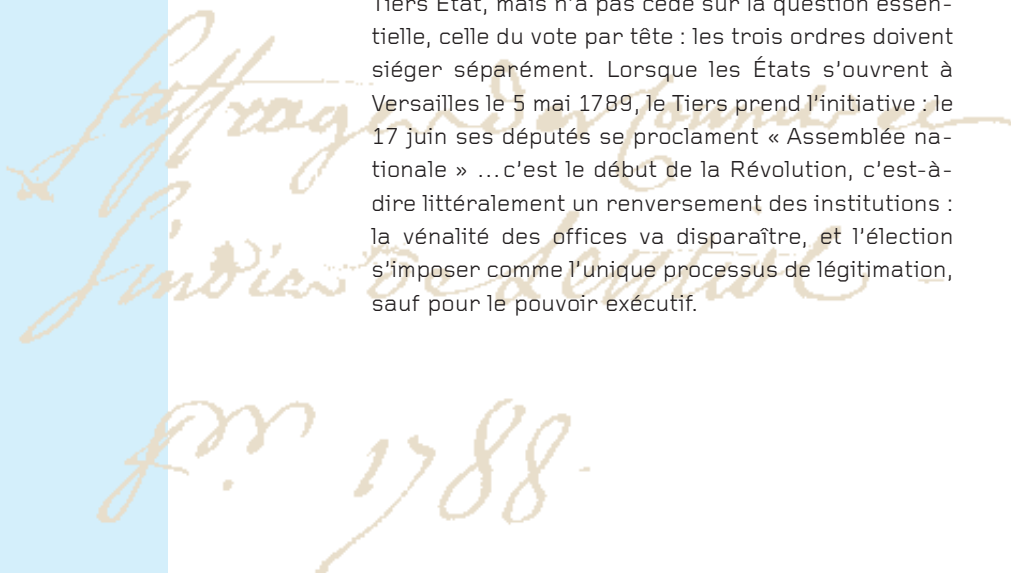 Tiers État, mais n'a pas cédé sur la question essen-
tielle, celle du vote par tête : les trois ordres doivent
siéger séparément. Lorsque les États s'ouvrent à
Versailles le 5 mai 1789, le Tiers prend l'initiative : le
17 juin ses députés se proclament « Assemblée na-
tionale » ...c'est le début de la Révolution, c'est-à-
dire littéralement un renversement des institutions :
la vénalité des offices va disparaître, et l'élection
s'imposer comme l'unique processus de légitimation,
sauf pour le pouvoir exécutif.
1788